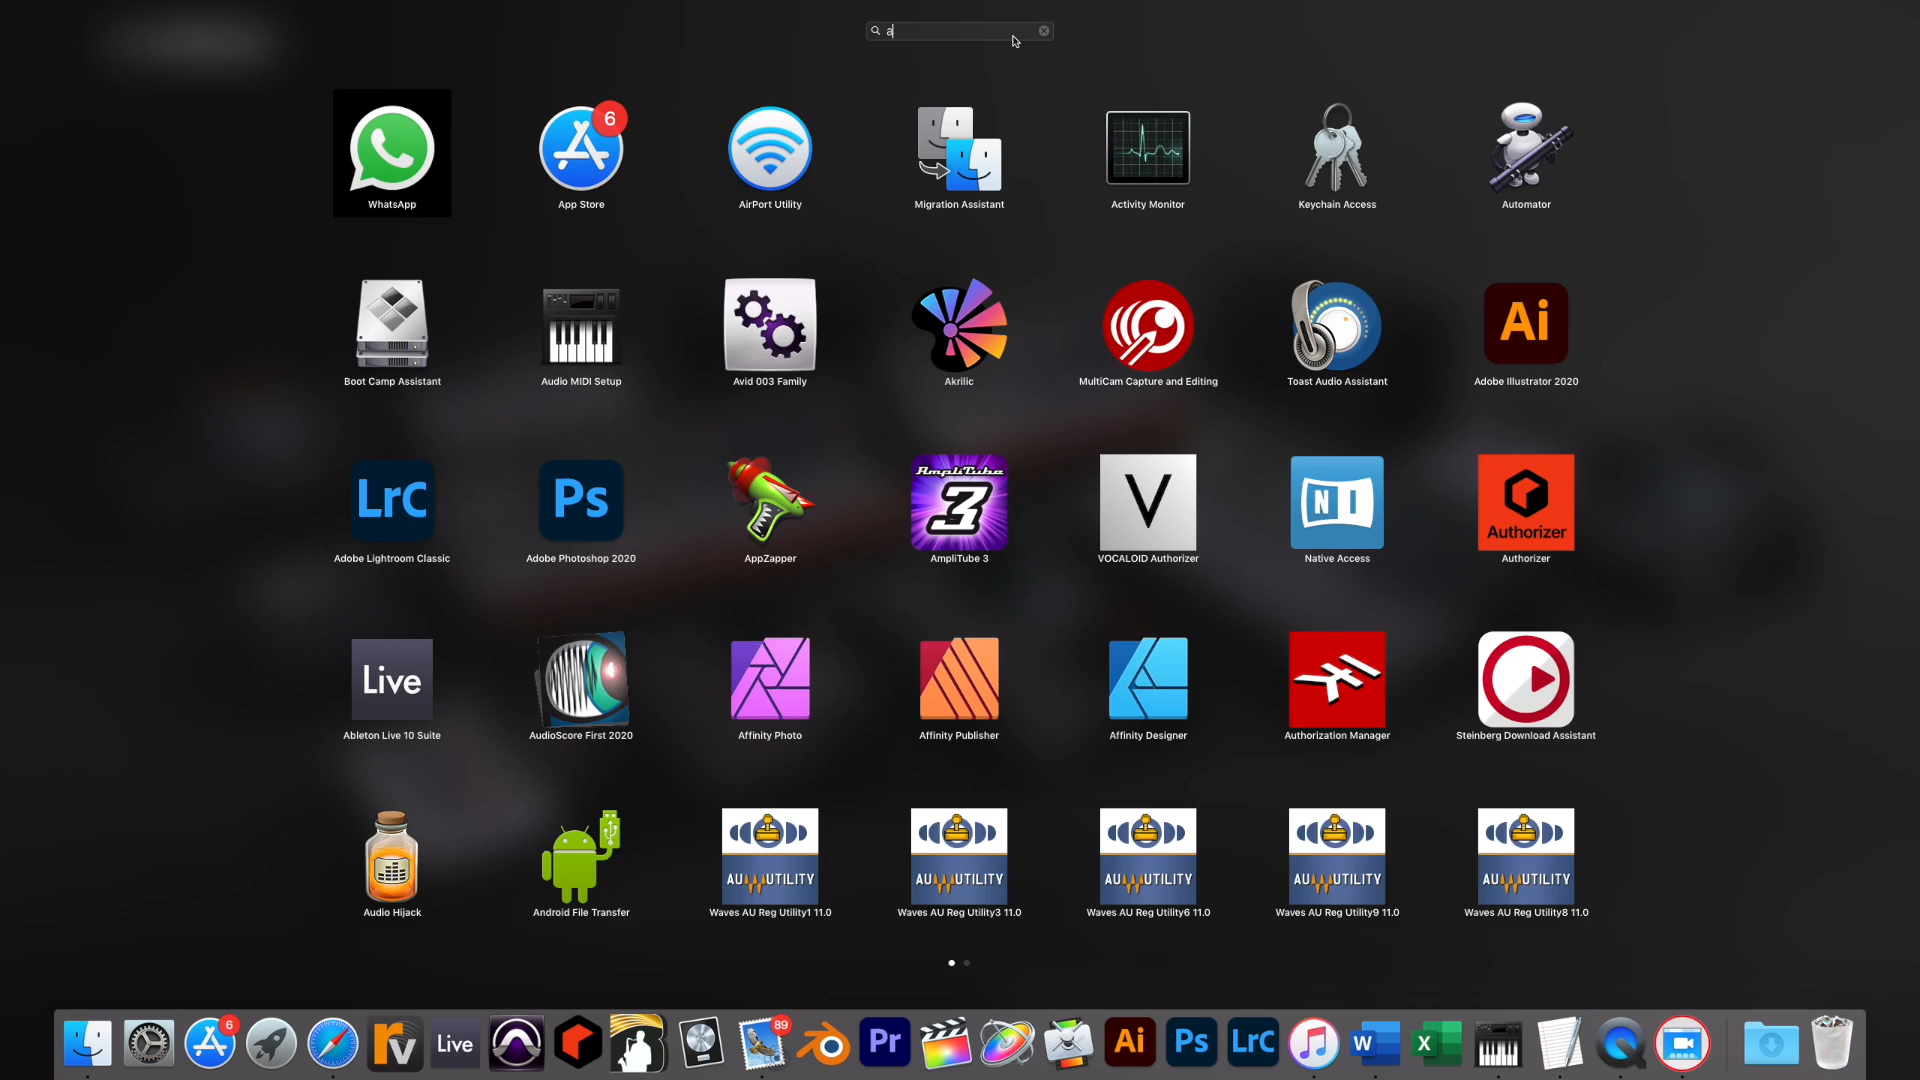 a
6
WhatsApp
App Store
AirPort Utility
Migration Assistant
Activity Monitor
Keychain Access
Automator
Ai
Boot Camp Assistant
Audio MIDI Setup
Avid 003 Family
Akrilic
MultiCam Capture and Editing
Toast Audio Assistant
Adobe Illustrator 2020
LrC
Ps
AmpliTube
3
V
NI
Authorizer
Adobe Lightroom Classic
Adobe Photoshop 2020
AppZapper
AmpliTube 3
VOCALOID Authorizer
Native Access
Authorizer
Live
Ableton Live 10 Suite
AudioScore First 2020
Affinity Photo
Affinity Publisher
Affinity Designer
Authorization Manager
Steinberg Download Assistant
AU UTILITY
AU UTILITY
AU UTILITY
AU UTILITY
AU UTILITY
Audio Hijack
Android File Transfer
Waves AU Reg Utility1 11.0
Waves AU Reg Utility3 11.0
Waves AU Reg Utility6 11.0
Waves AU Reg Utility9 11.0
Waves AU Reg Utility8 11.0
6
rv
Live
89
Pr
Ai
Ps
LrC
W
X